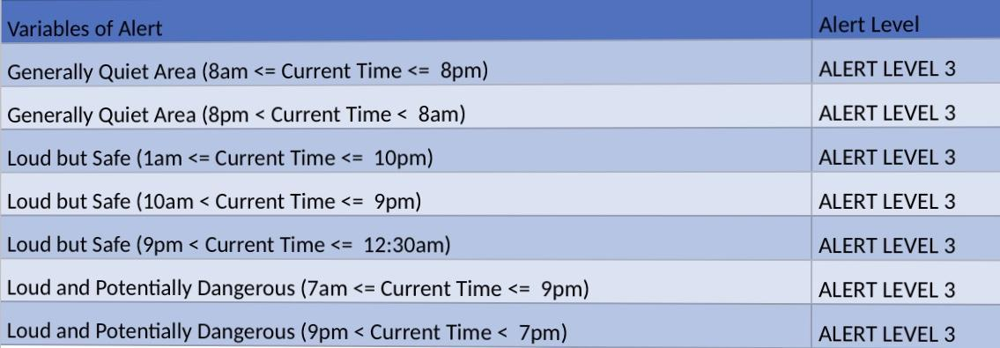 Variables of Alert Alert Level
Generally Quiet Area (8am <= Current Time <= 8pm) ALERT LEVEL 3
Generally Quiet Area (8pm < Current Time < 8am) ALERT LEVEL 3
Loud but Safe (1am <= Current Time <= 10pm) ALERT LEVEL 3
Loud but Safe (10am < Current Time <= 9pm) ALERT LEVEL 3
Loud but Safe (9pm < Current Time <= 12:30am) ALERT LEVEL 3
Loud and Potentially Dangerous (7am <= Current Time <= 9pm) ALERT LEVEL 3
Loud and Potentially Dangerous (9pm < Current Time < 7pm) ALERT LEVEL 3